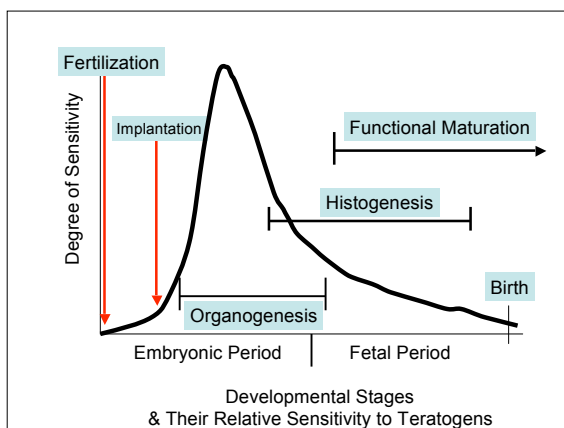 Fertilization
Implantation
Functional Maturation
Degree of Sensitivity
Histogenesis
Birth
Organogenesis
Embryonic Period
Fetal Period
Developmental Stages
& Their Relative Sensitivity to Teratogens